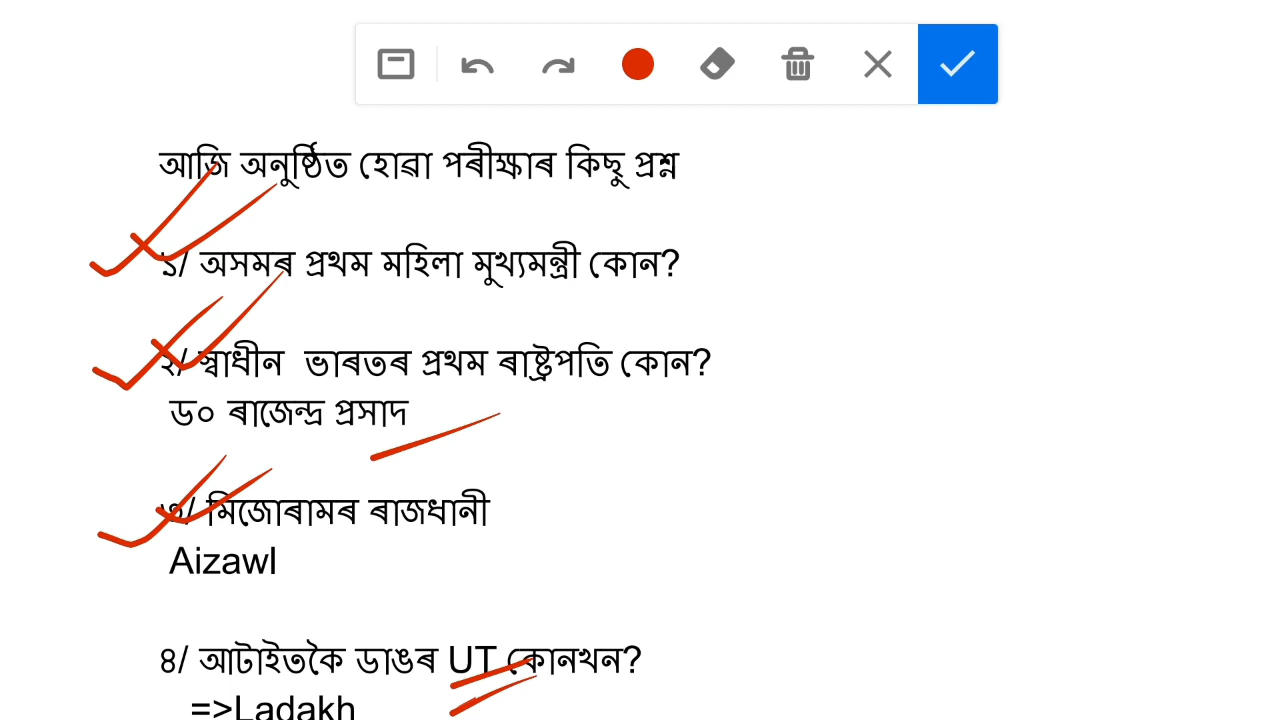 আজি অনুষ্ঠিত হোৱা পৰীক্ষাৰ কিছু প্ৰশ্ন
১/ অসমৰ প্ৰথম মহিলা মুখ্যমন্ত্ৰী কোন?
২/ স্বাধীন ভাৰতৰ প্ৰথম ৰাষ্ট্ৰপতি কোন?
ড০ ৰাজেন্দ্ৰ প্ৰসাদ
৩/ মিজোৰামৰ ৰাজধানী
Aizawl
৪/ আটাইতকৈ ডাঙৰ UT কোনখন?
=>Ladakh